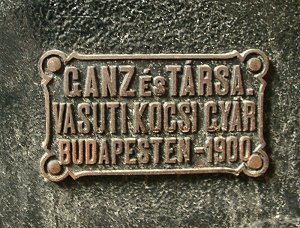 GANZ ÉS TÁRSA.
VASUTI KOCSI GYÁR
BUDAPESTEN-1900